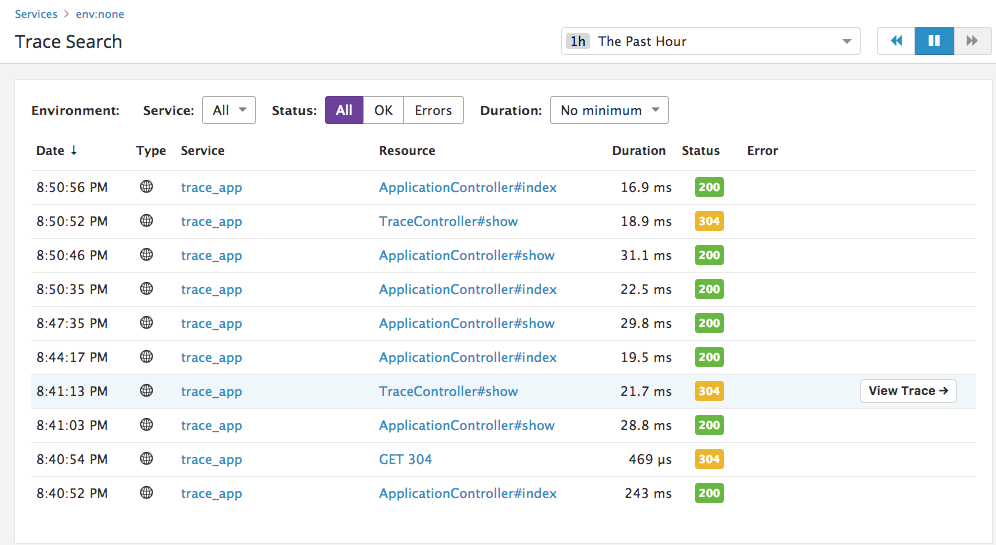 Services > env:none
Trace Search
1h The Past Hour
Environment: Service: All Status: All OK Errors Duration: No minimum
Date ↓ Type Service Resource Duration Status Error
8:50:56 PM trace_app ApplicationController#index 16.9 ms 200
8:50:52 PM trace_app TraceController#show 18.9 ms 304
8:50:46 PM trace_app ApplicationController#show 31.1 ms 200
8:50:35 PM trace_app ApplicationController#index 22.5 ms 200
8:47:35 PM trace_app ApplicationController#show 29.8 ms 200
8:44:17 PM trace_app ApplicationController#index 19.5 ms 200
8:41:13 PM trace_app TraceController#show 21.7 ms 304 View Trace →
8:41:03 PM trace_app ApplicationController#show 28.8 ms 200
8:40:54 PM trace_app GET 304 469 µs 304
8:40:52 PM trace_app ApplicationController#index 243 ms 200